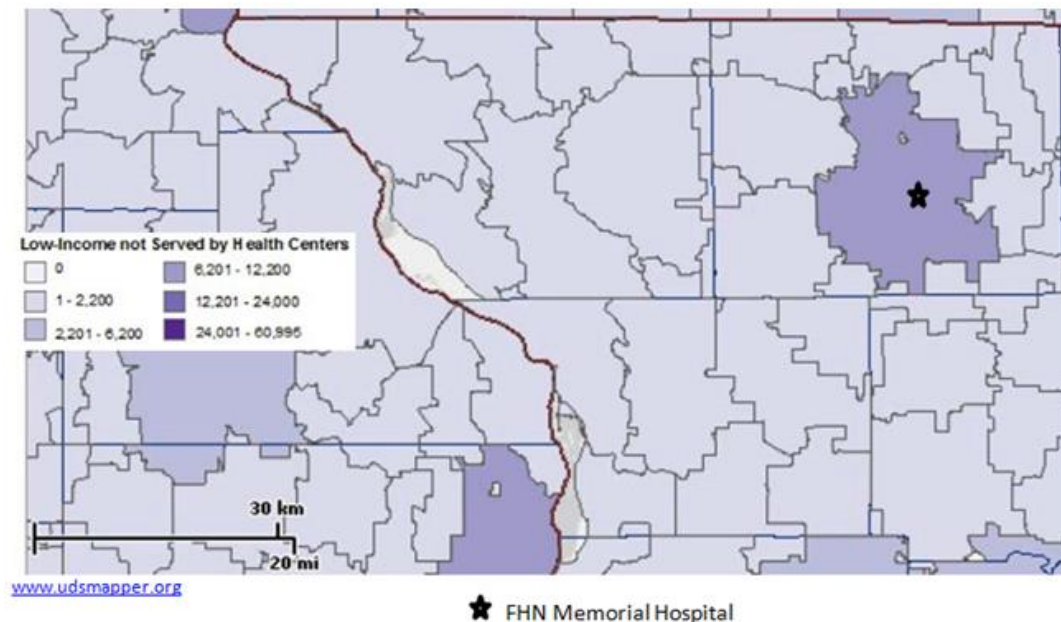 Low-Income not Served by Health Centers
0
6,201 - 12,200
1 - 2,200
12,201 - 24,000
2,201 - 6,200
24,001 - 60,995
30 km
20 mi
www.udsmapper.org
FHN Memorial Hospital